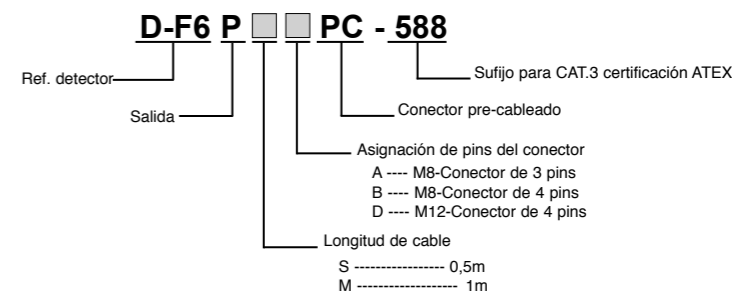 D-F6 P PC - 588
Ref. detector
Sufijo para CAT.3 certificación ATEX
Salida
Conector pre-cableado
Asignación de pins del conector
A ---- M8-Conector de 3 pins
B ---- M8-Conector de 4 pins
D ---- M12-Conector de 4 pins
Longitud de cable
S ----------------- 0,5m
M ------------------- 1m